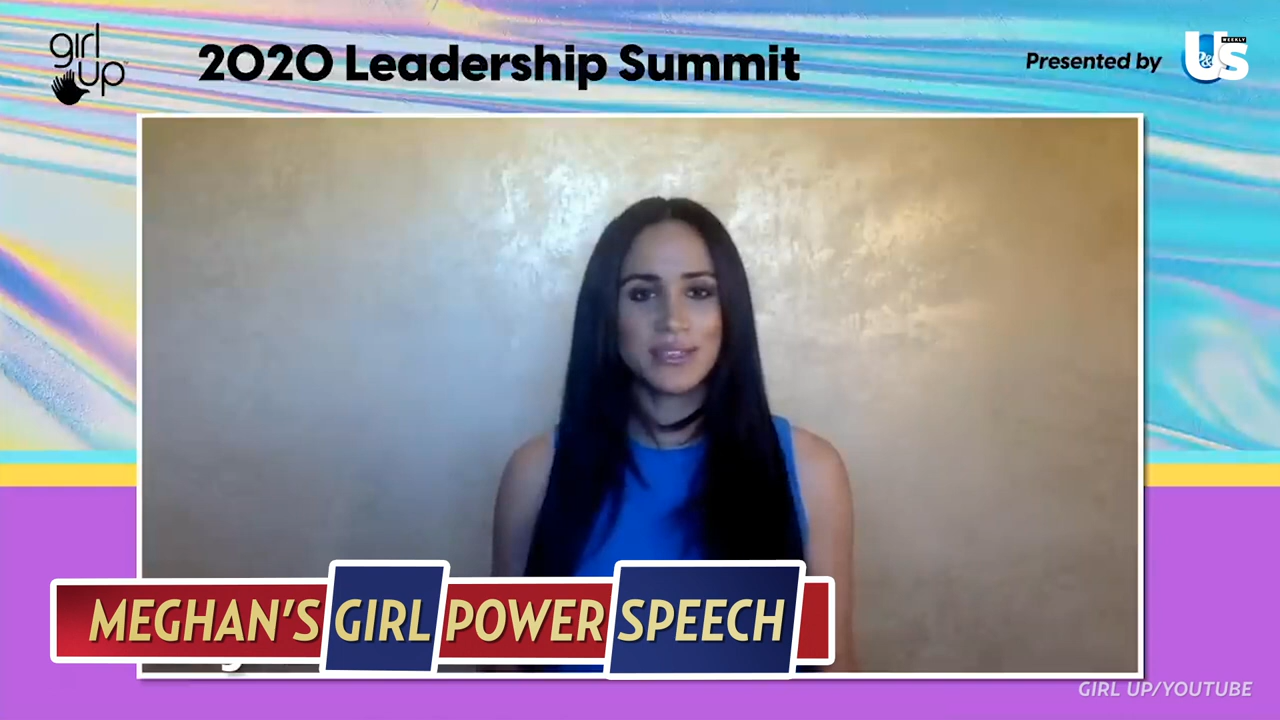 girl up
2020 Leadership Summit
Presented by
Us
WEEKLY
MEGHAN'S GIRL POWER SPEECH
GIRL UP/YOUTUBE